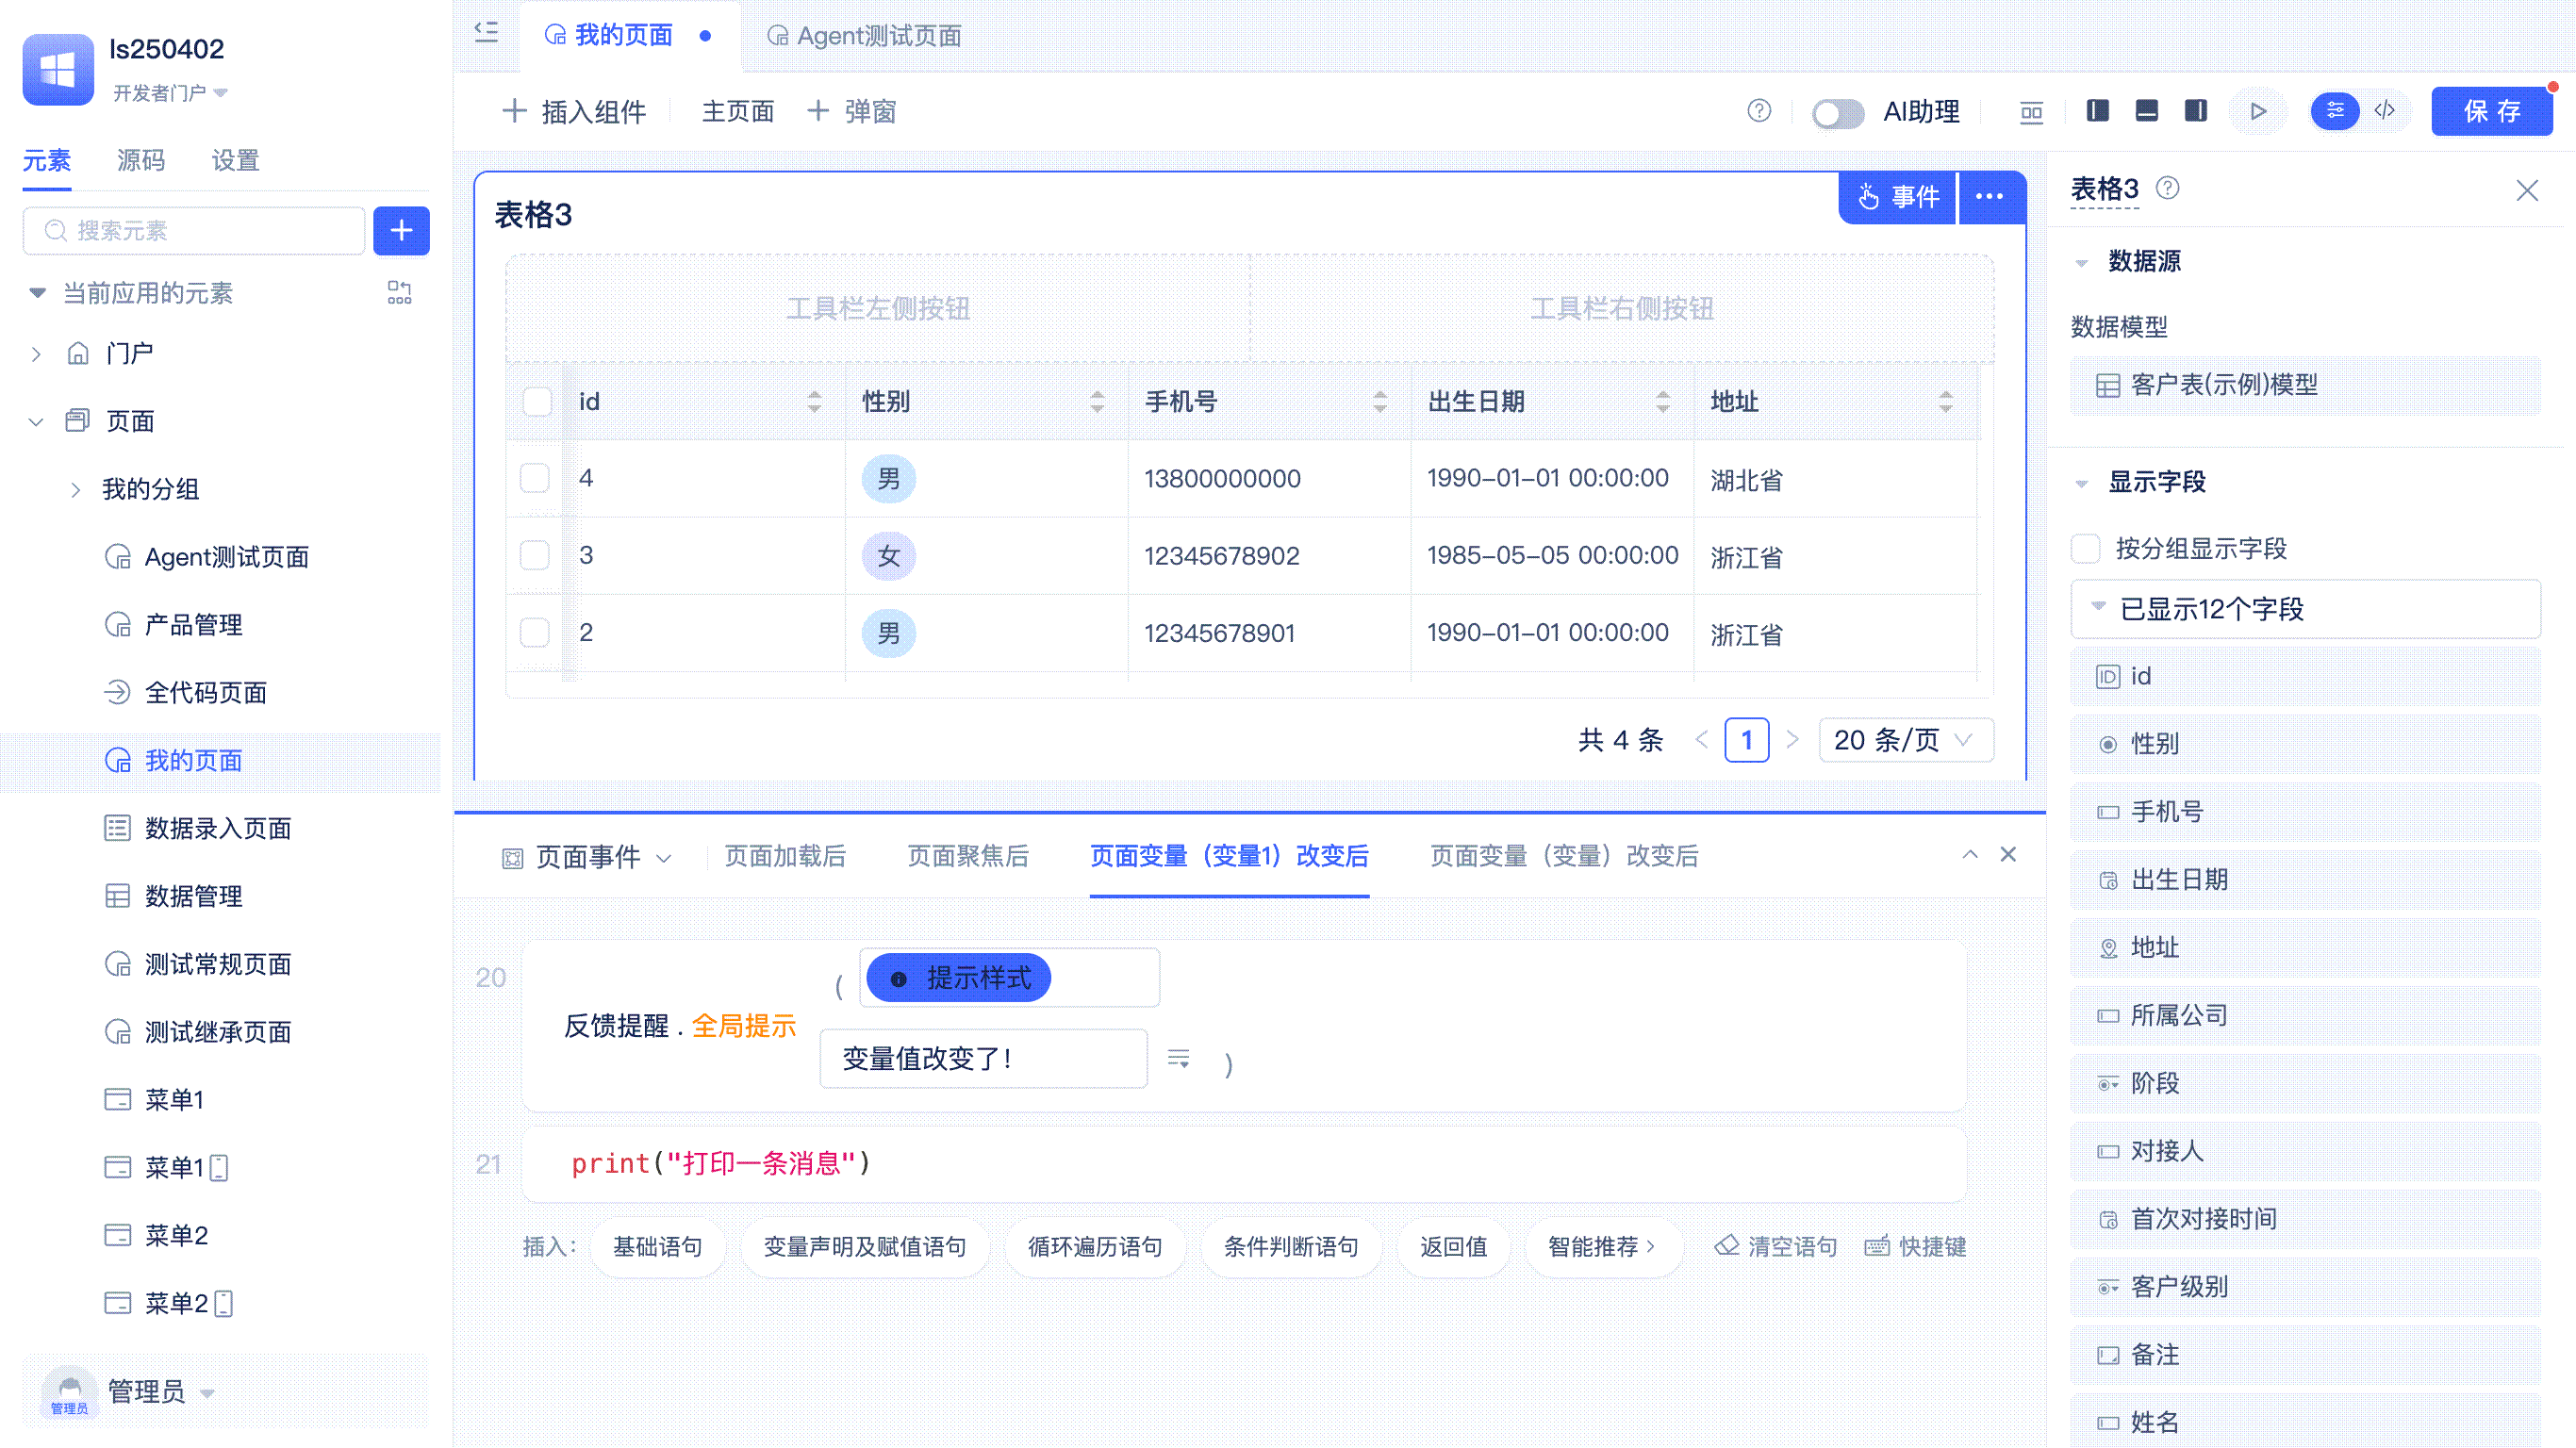 ls250402
开发者门户
元素 源码 设置
搜索元素
当前应用的元素
门户
页面
我的分组
Agent测试页面
产品管理
全代码页面
我的页面
数据录入页面
数据管理
测试常规页面
测试继承页面
菜单1
菜单1
菜单2
菜单2
管理员
管理员
我的页面 Agent测试页面
插入组件 主页面 弹窗
AI助理
保存
表格3
事件
工具栏左侧按钮 工具栏右侧按钮
id 性别 手机号 出生日期 地址
4 男 13800000000 1990-01-01 00:00:00 湖北省
3 女 12345678902 1985-05-05 00:00:00 浙江省
2 男 12345678901 1990-01-01 00:00:00 浙江省
共 4 条 1 20 条/页
页面事件 页面加载后 页面聚焦后 页面变量（变量1）改变后 页面变量（变量）改变后
20
( 提示样式
反馈提醒 . 全局提示
变量值改变了! )
21 print("打印一条消息")
插入: 基础语句 变量声明及赋值语句 循环遍历语句 条件判断语句 返回值 智能推荐 清空语句 快捷键
表格3
数据源
数据模型
客户表(示例)模型
显示字段
按分组显示字段
已显示12个字段
id
性别
手机号
出生日期
地址
所属公司
阶段
对接人
首次对接时间
客户级别
备注
姓名